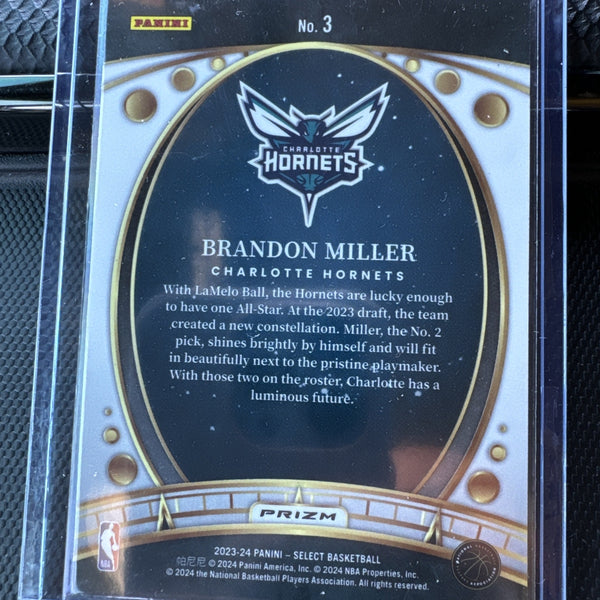 PANINI
No. 3
CHARLOTTE
HORNETS
BRANDON MILLER
CHARLOTTE HORNETS
With LaMelo Ball, the Hornets are lucky enough
to have one All-Star. At the 2023 draft, the team
created a new constellation. Miller, the No. 2
pick, shines brightly by himself and will fit
in beautifully next to the pristine playmaker.
With those two on the roster, Charlotte has a
luminous future.
PRIZM
NBA
2023-24 PANINI – SELECT BASKETBALL
帕尼尼 © 2024 Panini America, Inc. © 2024 NBA Properties, Inc.
© 2024 the National Basketball Players Association. All rights reserved.